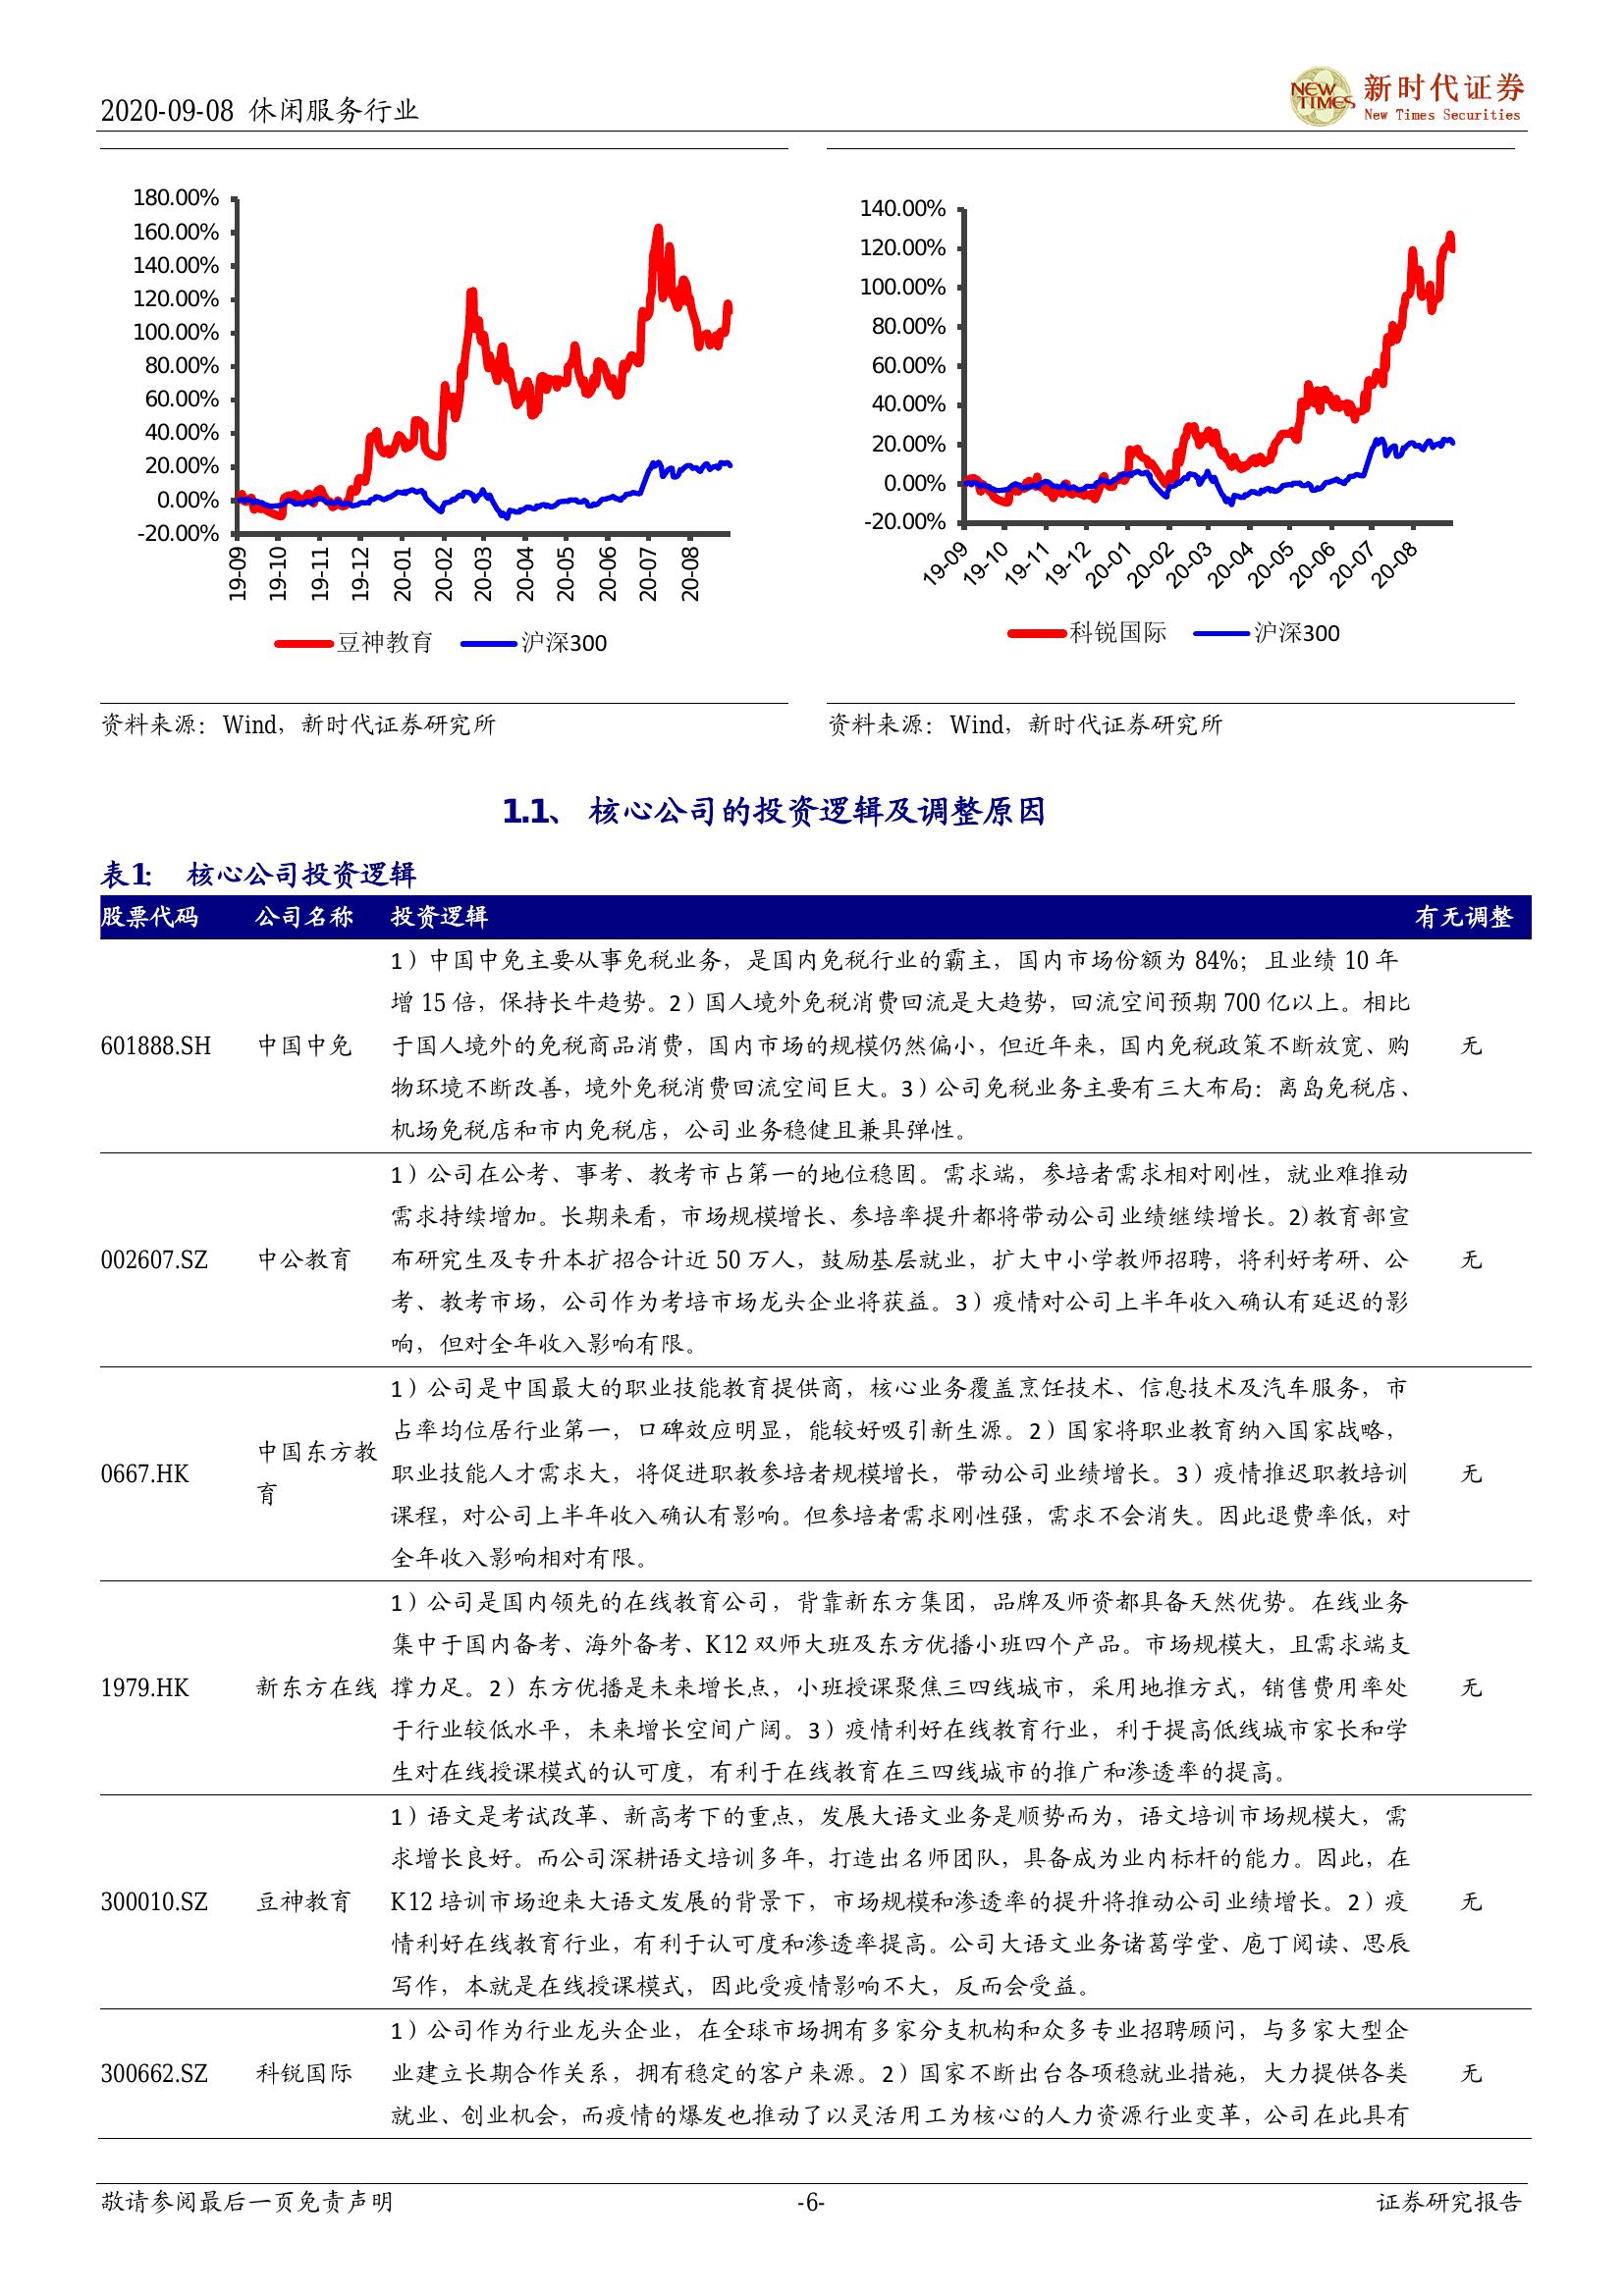 2020-09-08 休闲服务行业
NEW TIMES
新时代证券
New Times Securities
180.00%
160.00%
140.00%
120.00%
100.00%
80.00%
60.00%
40.00%
20.00%
0.00%
-20.00%
19-09
19-10
19-11
19-12
20-01
20-02
20-03
20-04
20-05
20-06
20-07
20-08
豆神教育 沪深300
140.00%
120.00%
100.00%
80.00%
60.00%
40.00%
20.00%
0.00%
-20.00%
19-09
19-10
19-11
19-12
20-01
20-02
20-03
20-04
20-05
20-06
20-07
20-08
科锐国际 沪深300
资料来源：Wind，新时代证券研究所
资料来源：Wind，新时代证券研究所
1.1、 核心公司的投资逻辑及调整原因
表1: 核心公司投资逻辑
股票代码 公司名称 投资逻辑 有无调整
1）中国中免主要从事免税业务，是国内免税行业的霸主，国内市场份额为 84%；且业绩 10 年
增 15 倍，保持长牛趋势。2）国人境外免税消费回流是大趋势，回流空间预期 700 亿以上。相比
601888.SH 中国中免 于国人境外的免税商品消费，国内市场的规模仍然偏小，但近年来，国内免税政策不断放宽、购 无
物环境不断改善，境外免税消费回流空间巨大。3）公司免税业务主要有三大布局：离岛免税店、
机场免税店和市内免税店，公司业务稳健且兼具弹性。
1）公司在公考、事考、教考市占第一的地位稳固。需求端，参培者需求相对刚性，就业难推动
需求持续增加。长期来看，市场规模增长、参培率提升都将带动公司业绩继续增长。2)教育部宣
002607.SZ 中公教育 布研究生及专升本扩招合计近 50 万人，鼓励基层就业，扩大中小学教师招聘，将利好考研、公 无
考、教考市场，公司作为考培市场龙头企业将获益。3）疫情对公司上半年收入确认有延迟的影
响，但对全年收入影响有限。
1）公司是中国最大的职业技能教育提供商，核心业务覆盖烹饪技术、信息技术及汽车服务，市
占率均位居行业第一，口碑效应明显，能较好吸引新生源。2）国家将职业教育纳入国家战略，
0667.HK 中国东方教育 职业技能人才需求大，将促进职教参培者规模增长，带动公司业绩增长。3）疫情推迟职教培训 无
课程，对公司上半年收入确认有影响。但参培者需求刚性强，需求不会消失。因此退费率低，对
全年收入影响相对有限。
1）公司是国内领先的在线教育公司，背靠新东方集团，品牌及师资都具备天然优势。在线业务
集中于国内备考、海外备考、K12 双师大班及东方优播小班四个产品。市场规模大，且需求端支
1979.HK 新东方在线 撑力足。2）东方优播是未来增长点，小班授课聚焦三四线城市，采用地推方式，销售费用率处 无
于行业较低水平，未来增长空间广阔。3）疫情利好在线教育行业，利于提高低线城市家长和学
生对在线授课模式的认可度，有利于在线教育在三四线城市的推广和渗透率的提高。
1）语文是考试改革、新高考下的重点，发展大语文业务是顺势而为，语文培训市场规模大，需
求增长良好。而公司深耕语文培训多年，打造出名师团队，具备成为业内标杆的能力。因此，在
300010.SZ 豆神教育 K12 培训市场迎来大语文发展的背景下，市场规模和渗透率的提升将推动公司业绩增长。2）疫 无
情利好在线教育行业，有利于认可度和渗透率提高。公司大语文业务诸葛学堂、庖丁阅读、思辰
写作，本就是在线授课模式，因此受疫情影响不大，反而会受益。
1）公司作为行业龙头企业，在全球市场拥有多家分支机构和众多专业招聘顾问，与多家大型企
300662.SZ 科锐国际 业建立长期合作关系，拥有稳定的客户来源。2）国家不断出台各项稳就业措施，大力提供各类 无
就业、创业机会，而疫情的爆发也推动了以灵活用工为核心的人力资源行业变革，公司在此具有
敬请参阅最后一页免责声明 -6- 证券研究报告